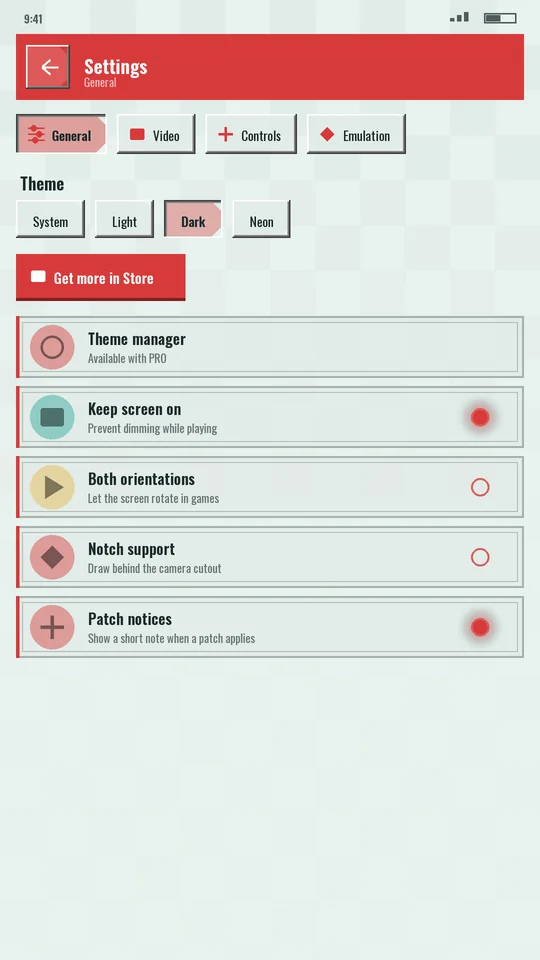 9:41
Settings
General
General
Video
Controls
Emulation
Theme
System
Light
Dark
Neon
Get more in Store
Theme manager
Available with PRO
Keep screen on
Prevent dimming while playing
Both orientations
Let the screen rotate in games
Notch support
Draw behind the camera cutout
Patch notices
Show a short note when a patch applies